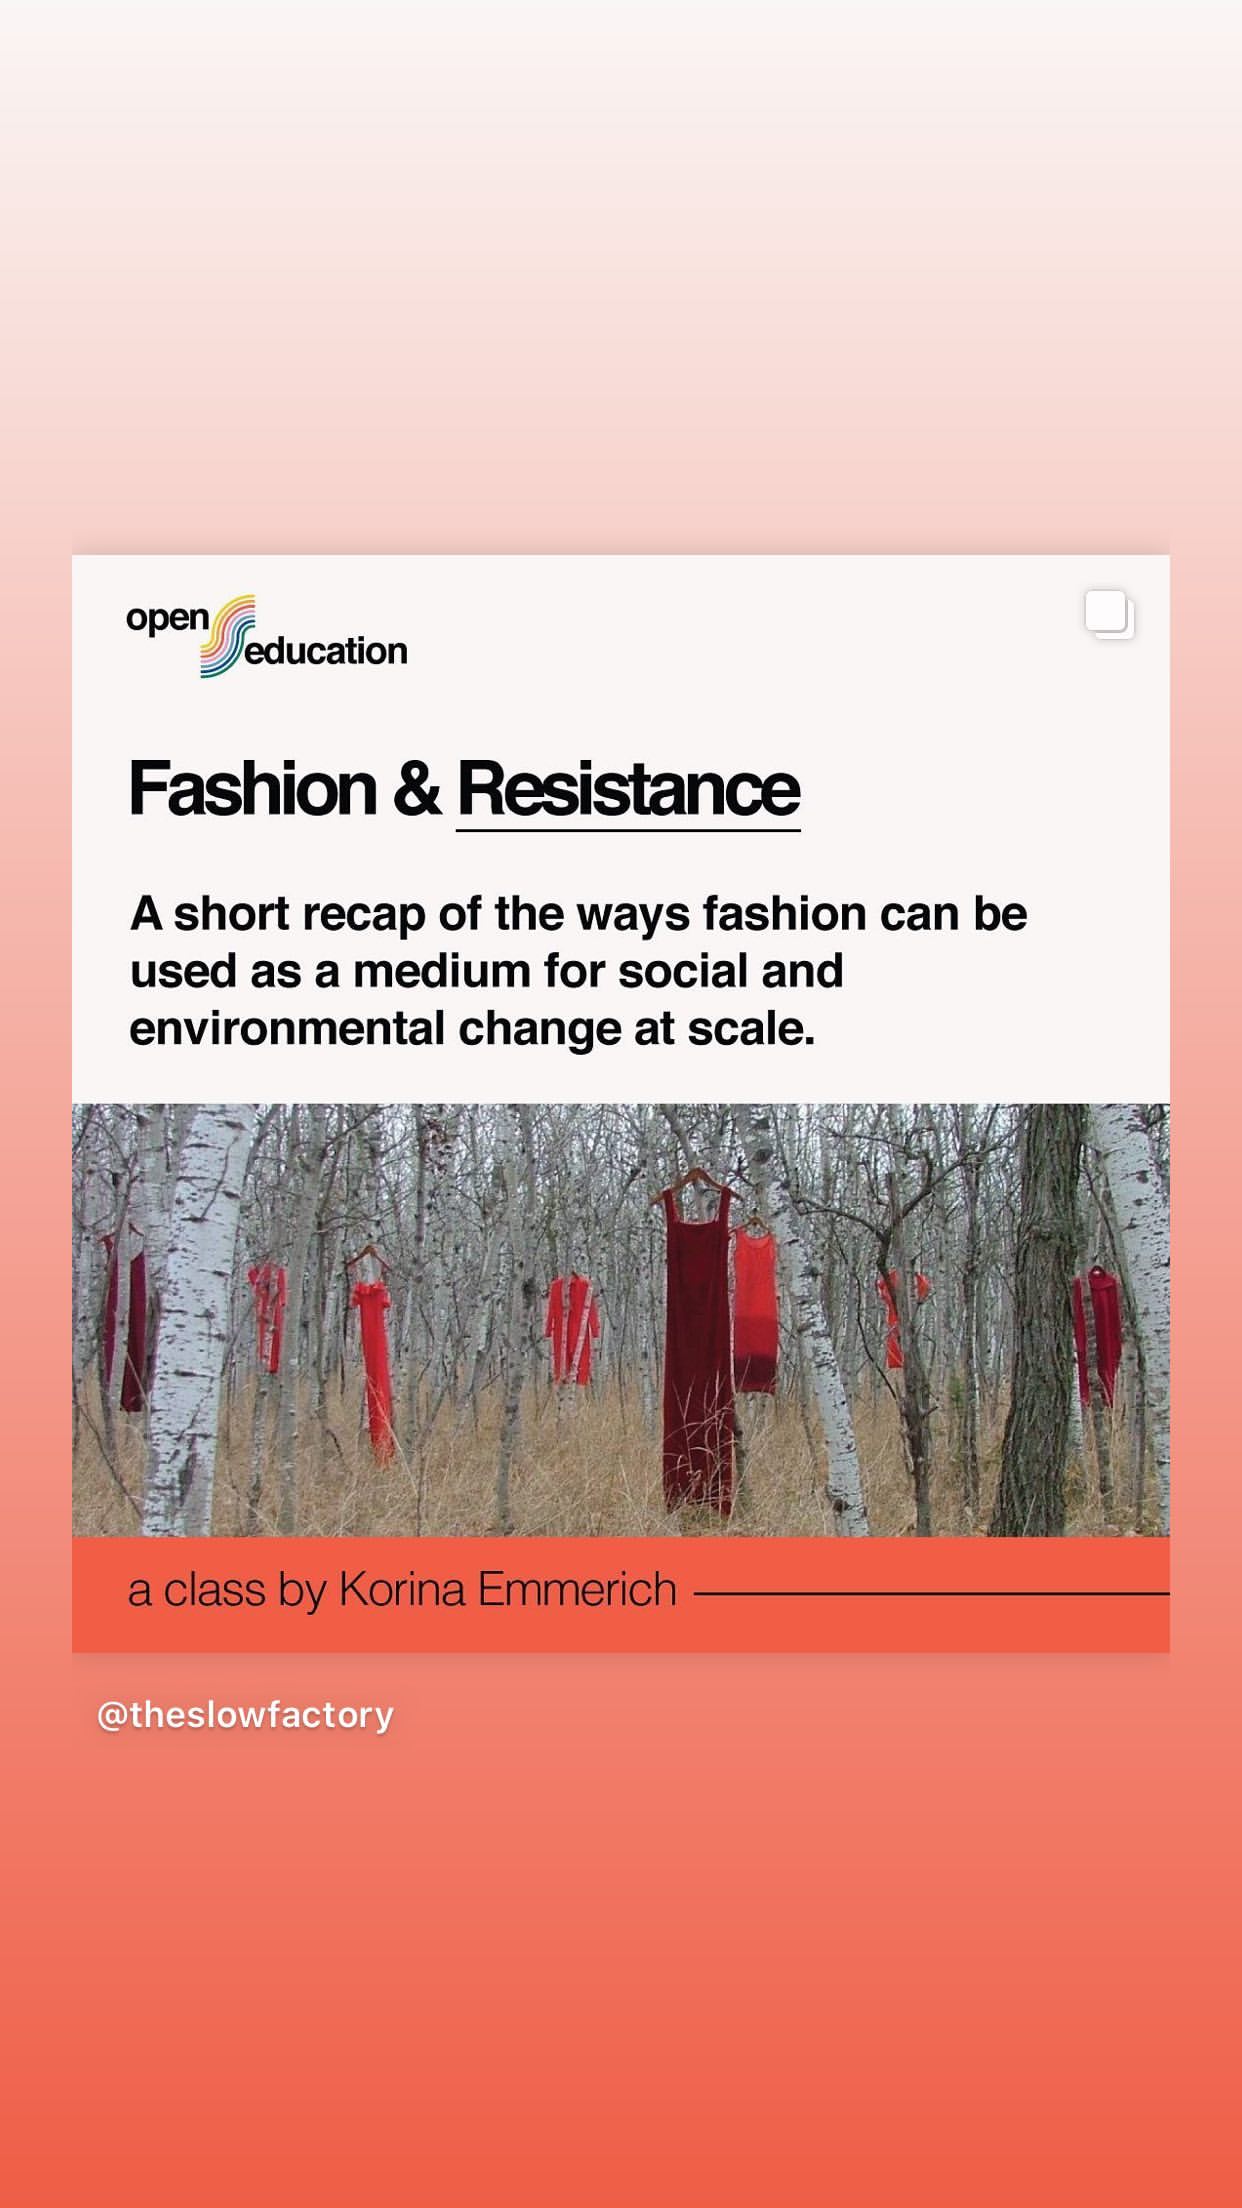 open
education
Fashion & Resistance
A short recap of the ways fashion can be
used as a medium for social and
environmental change at scale.
a class by Korina Emmerich
@theslowfactory